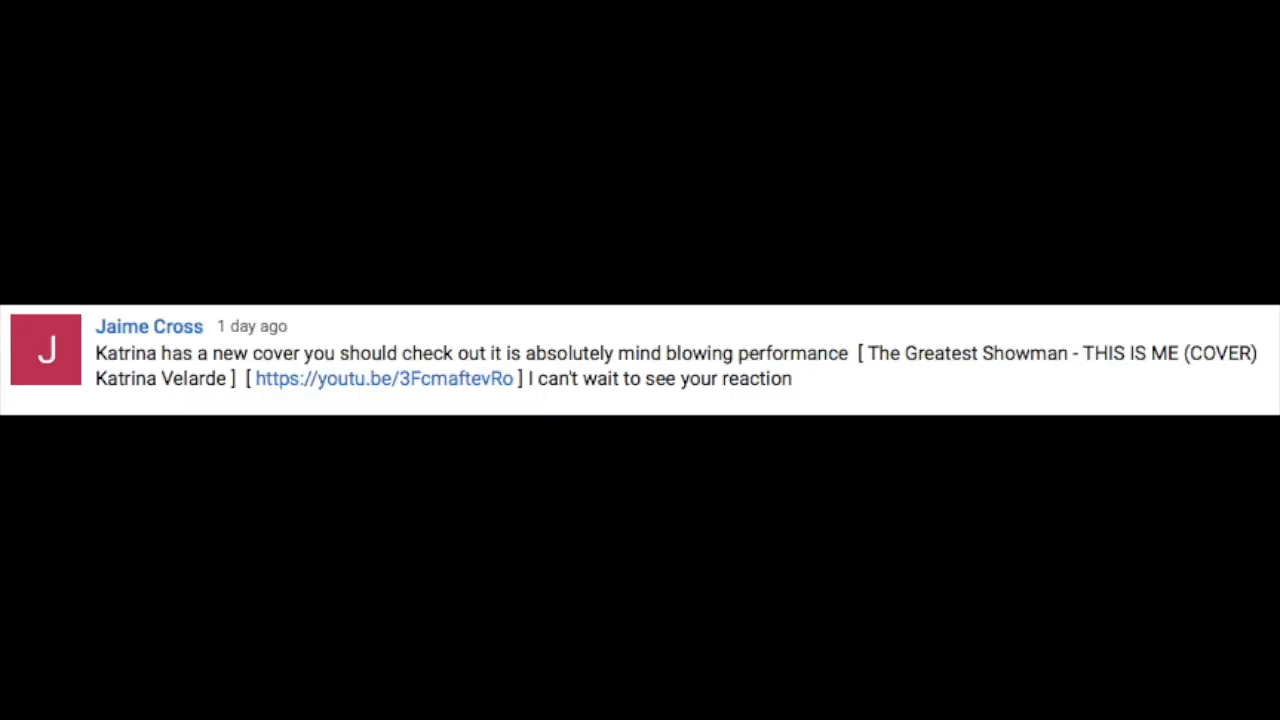 J
Jaime Cross 1 day ago
Katrina has a new cover you should check out it is absolutely mind blowing performance [ The Greatest Showman - THIS IS ME (COVER)
Katrina Velarde ] [ https://youtu.be/3FcmaftevRo ] I can't wait to see your reaction